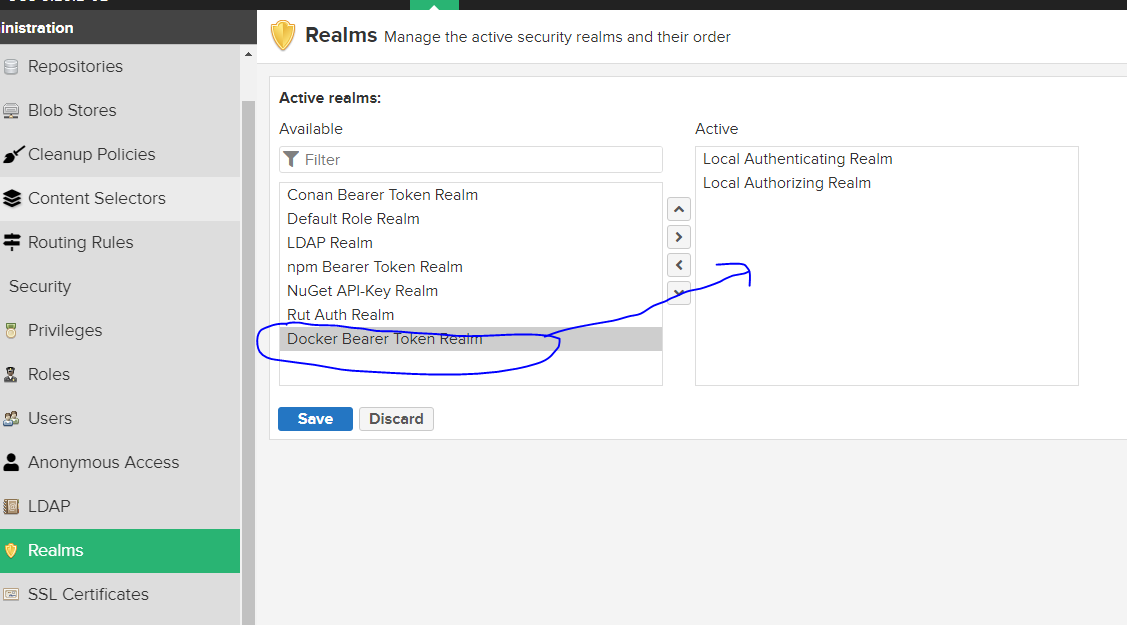 inistration
Repositories
Blob Stores
Cleanup Policies
Content Selectors
Routing Rules
Security
Privileges
Roles
Users
Anonymous Access
LDAP
Realms
SSL Certificates
Realms Manage the active security realms and their order
Active realms:
Available
Filter
Conan Bearer Token Realm
Default Role Realm
LDAP Realm
npm Bearer Token Realm
NuGet API-Key Realm
Rut Auth Realm
Docker Bearer Token Realm
Active
Local Authenticating Realm
Local Authorizing Realm
Save Discard